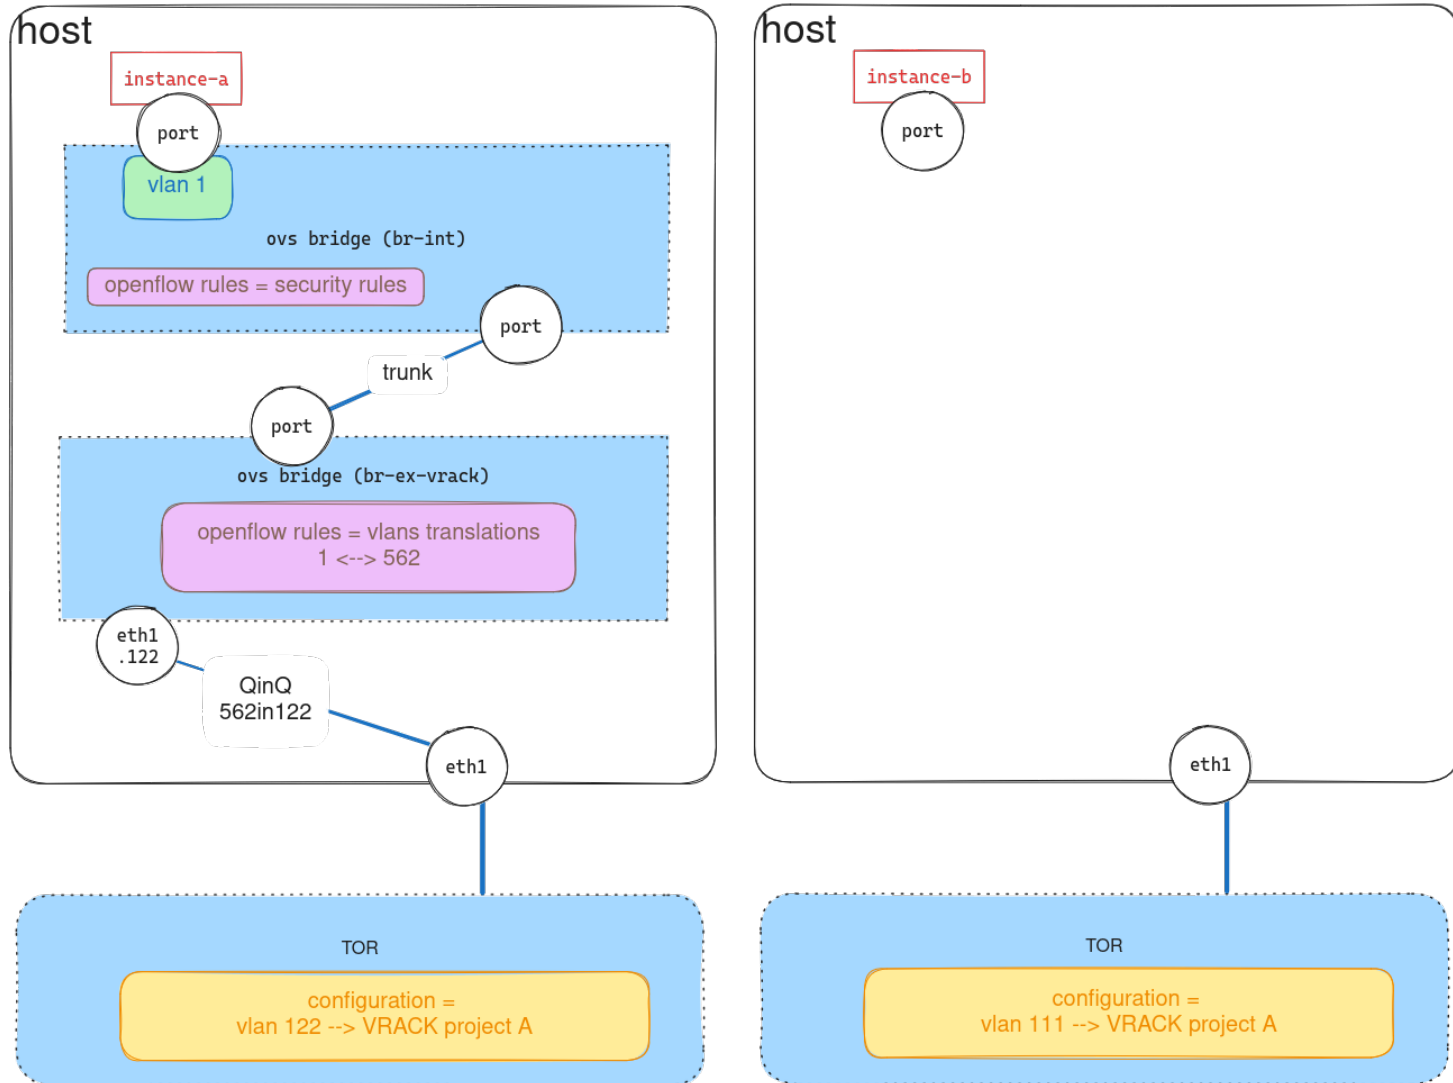 host
instance-a
port
vlan 1
ovs bridge (br-int)
openflow rules = security rules
port
trunk
port
ovs bridge (br-ex-vrack)
openflow rules = vlans translations
1 <--> 562
eth1
.122
QinQ
562in122
eth1
TOR
configuration =
vlan 122 --> VRACK project A
host
instance-b
port
eth1
TOR
configuration =
vlan 111 --> VRACK project A